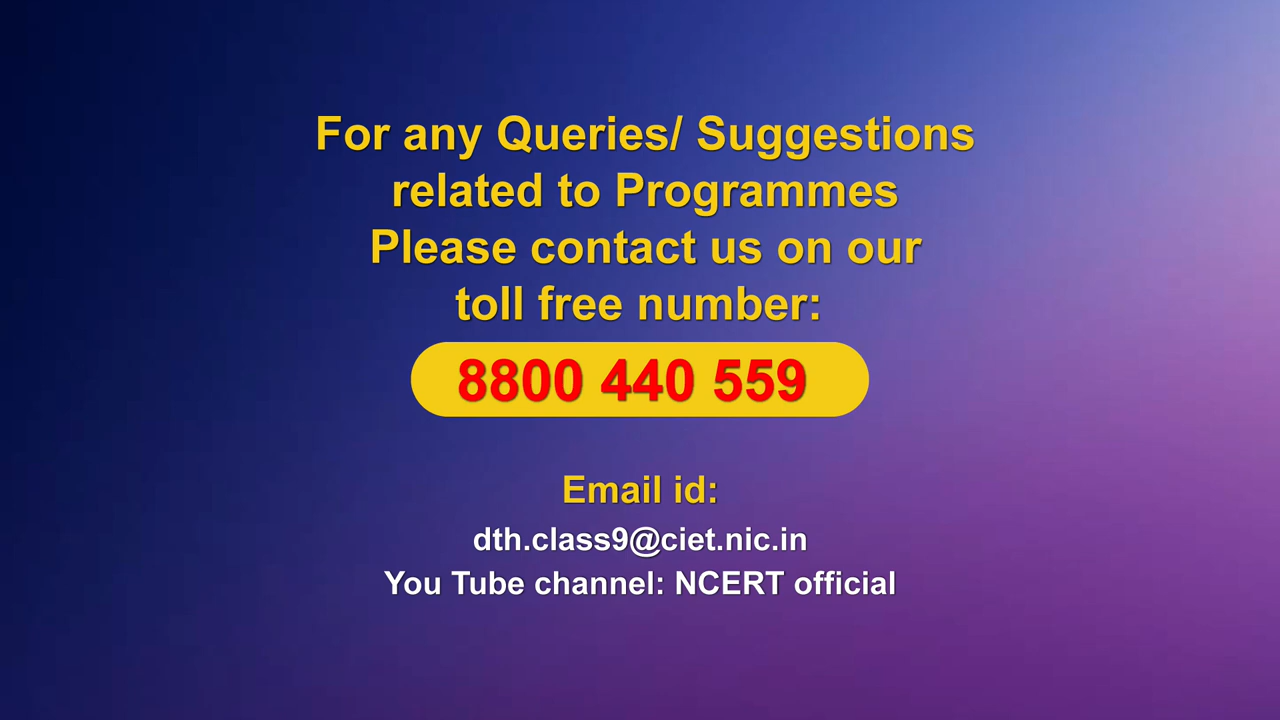 For any Queries/ Suggestions
related to Programmes
Please contact us on our
toll free number:
8800 440 559
Email id:
dth.class9@ciet.nic.in
You Tube channel: NCERT official